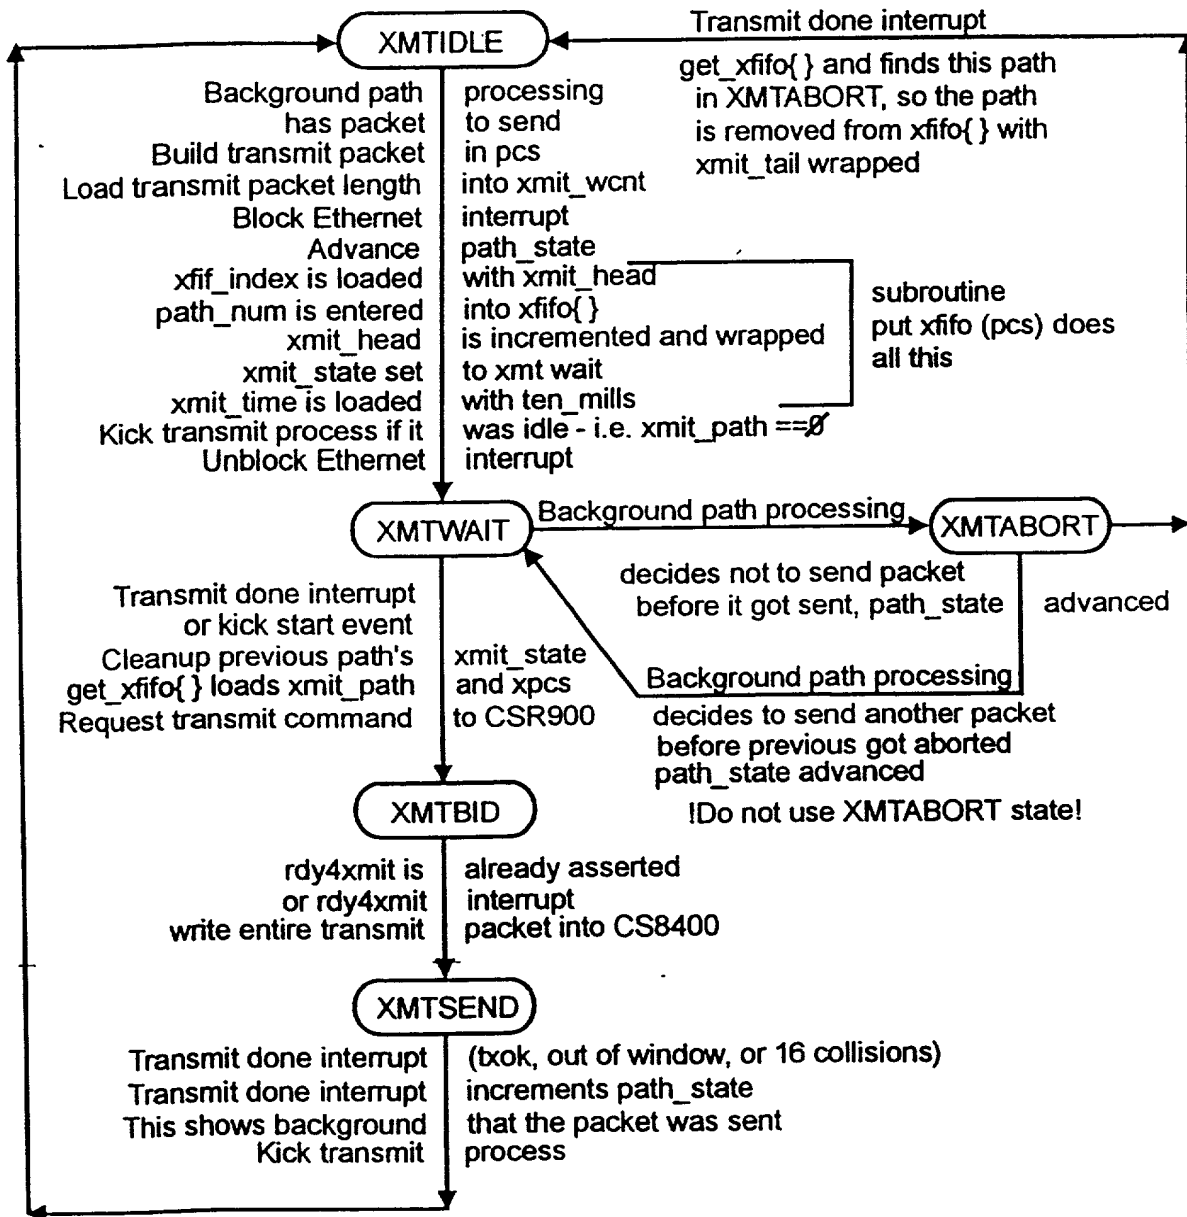 Transmit done interrupt
XMTIDLE
get_xfifo{ } and finds this path
in XMTABORT, so the path
is removed from xfifo{ } with
xmit_tail wrapped
Background path processing
has packet to send
Build transmit packet in pcs
Load transmit packet length into xmit_wcnt
Block Ethernet interrupt
Advance path_state
xfif_index is loaded with xmit_head
path_num is entered into xfifo{ }
xmit_head is incremented and wrapped
xmit_state set to xmt wait
xmit_time is loaded with ten_mills
Kick transmit process if it was idle - i.e. xmit_path ==0
Unblock Ethernet interrupt
subroutine
put xfifo (pcs) does
all this
XMTWAIT
Background path processing
XMTABORT
decides not to send packet
before it got sent, path_state advanced
Transmit done interrupt
or kick start event
Cleanup previous path's xmit_state
get_xfifo{ } loads xmit_path and xpcs
Request transmit command to CSR900
Background path processing
decides to send another packet
before previous got aborted
path_state advanced
!Do not use XMTABORT state!
XMTBID
rdy4xmit is already asserted
or rdy4xmit interrupt
write entire transmit packet into CS8400
XMTSEND
Transmit done interrupt (txok, out of window, or 16 collisions)
Transmit done interrupt increments path_state
This shows background that the packet was sent
Kick transmit process